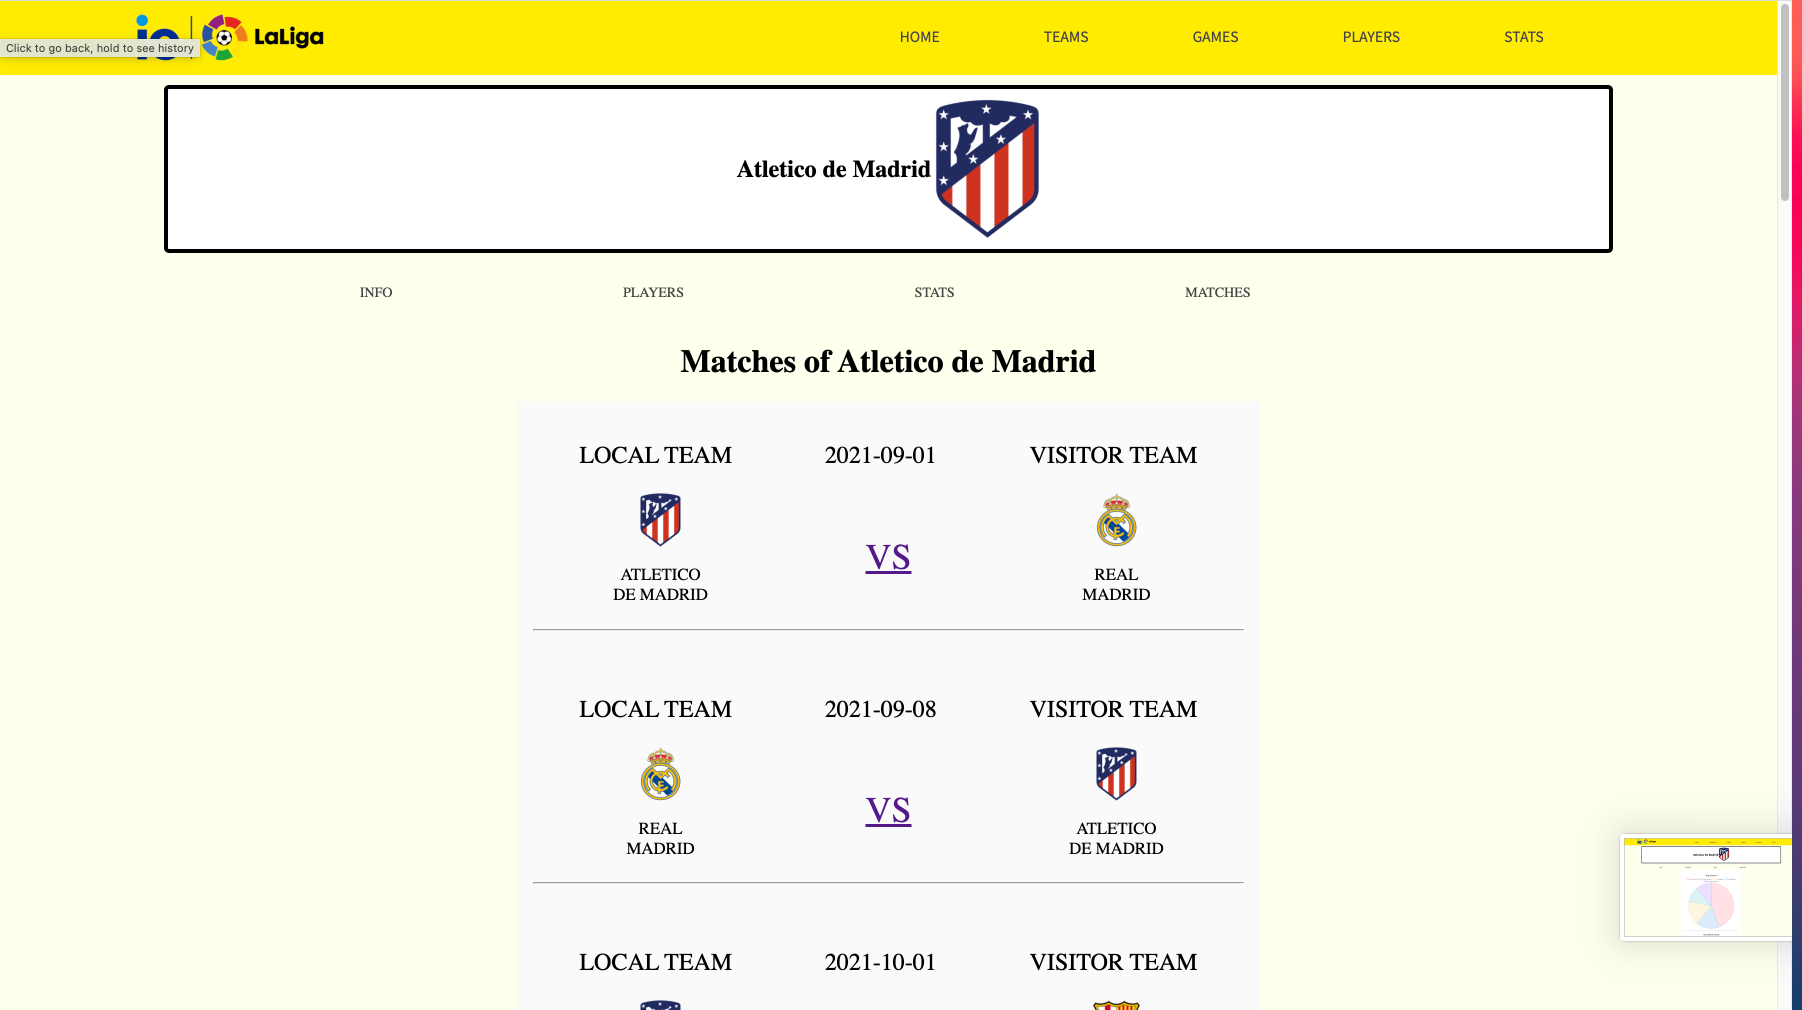 LaLiga
HOME TEAMS GAMES PLAYERS STATS
Click to go back, hold to see history
Atletico de Madrid
INFO PLAYERS STATS MATCHES
Matches of Atletico de Madrid
LOCAL TEAM 2021-09-01 VISITOR TEAM
VS
ATLETICO
DE MADRID
REAL
MADRID
LOCAL TEAM 2021-09-08 VISITOR TEAM
VS
REAL
MADRID
ATLETICO
DE MADRID
LOCAL TEAM 2021-10-01 VISITOR TEAM